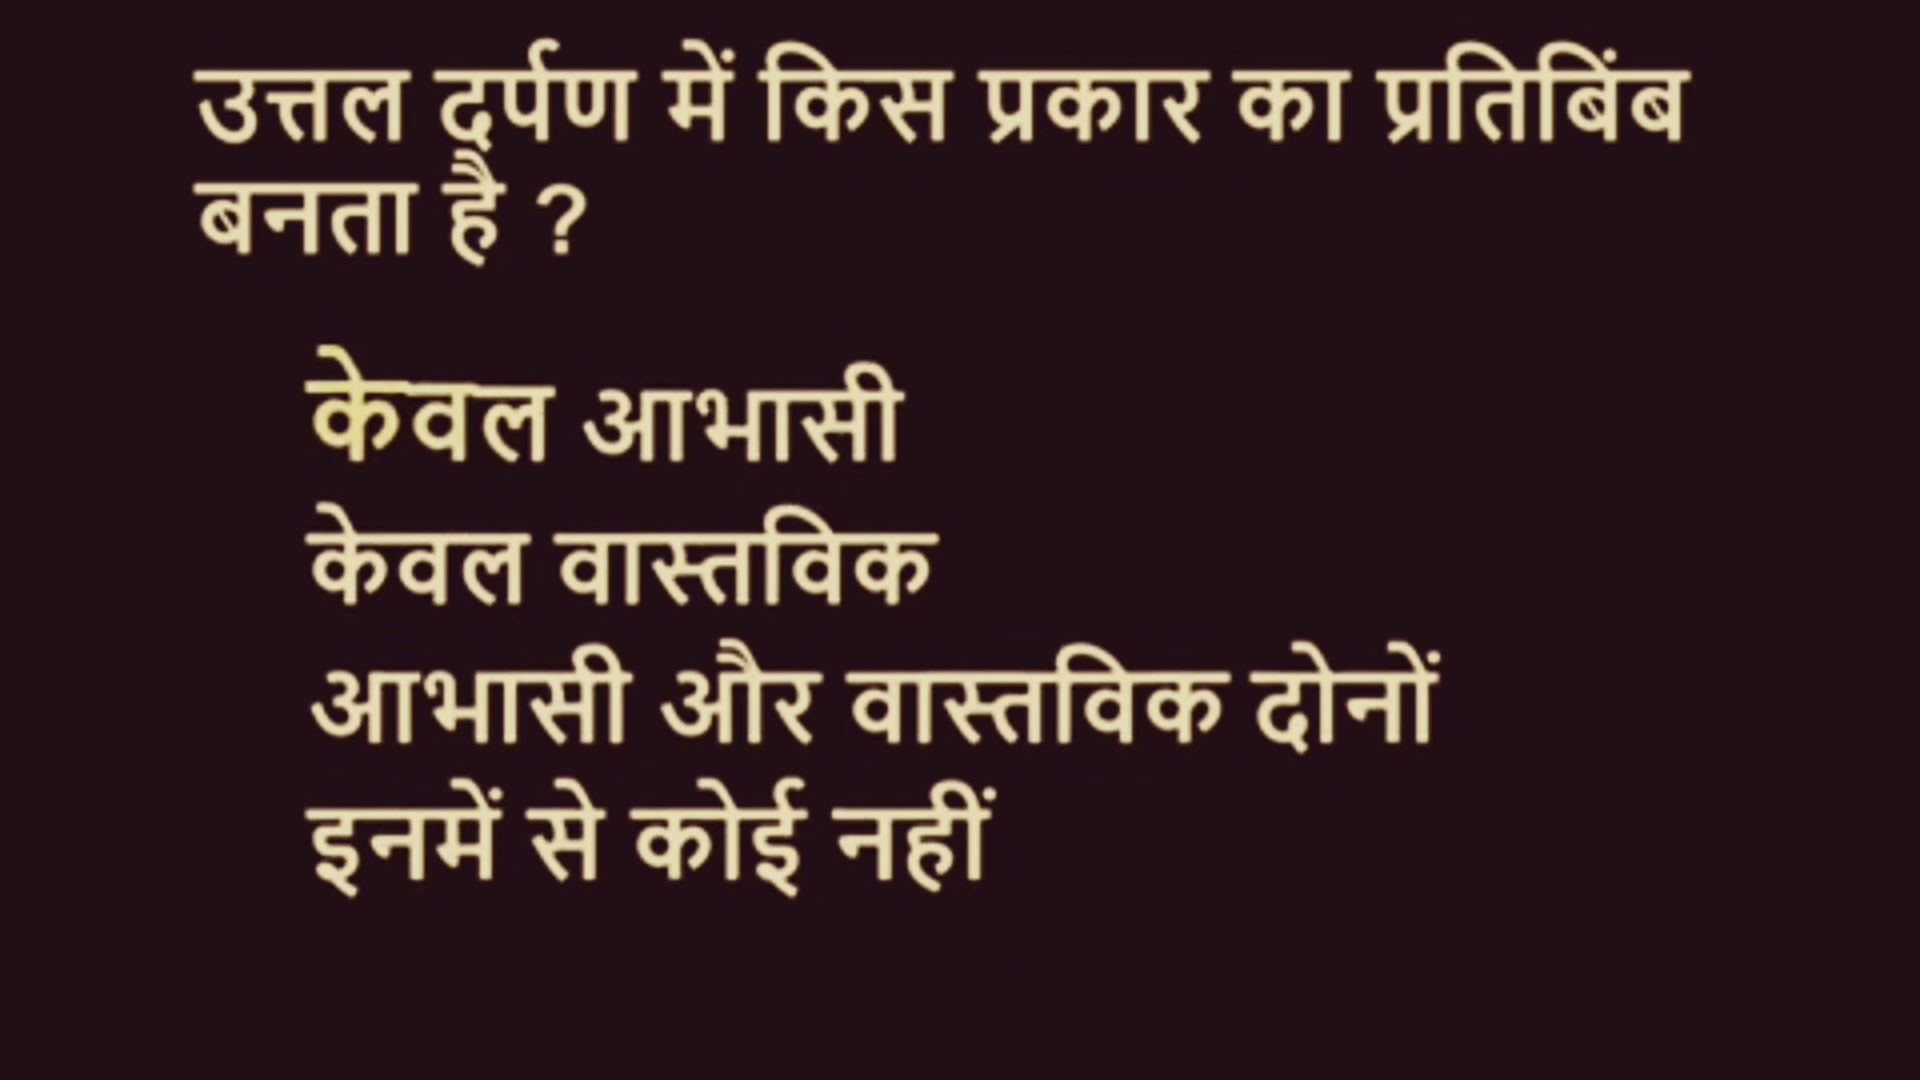 उत्तल दर्पण में किस प्रकार का प्रतिबिंब
बनता है ?
केवल आभासी
केवल वास्तविक
आभासी और वास्तविक दोनों
इनमें से कोई नहीं